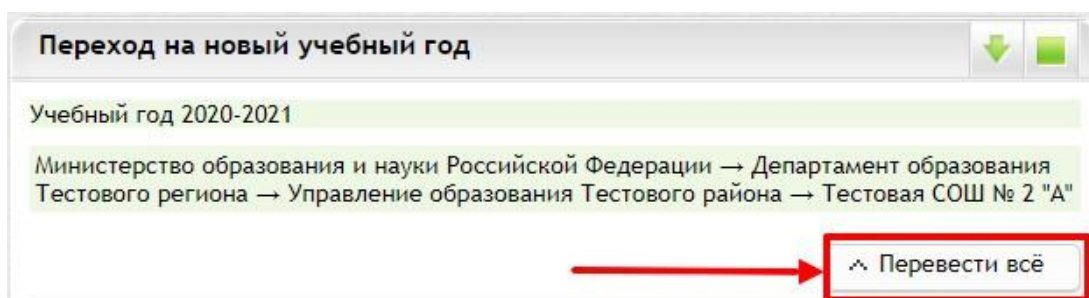 Переход на новый учебный год
Учебный год 2020-2021
Министерство образования и науки Российской Федерации → Департамент образования
Тестового региона → Управление образования Тестового района → Тестовая СОШ № 2 "А"
Перевести всё